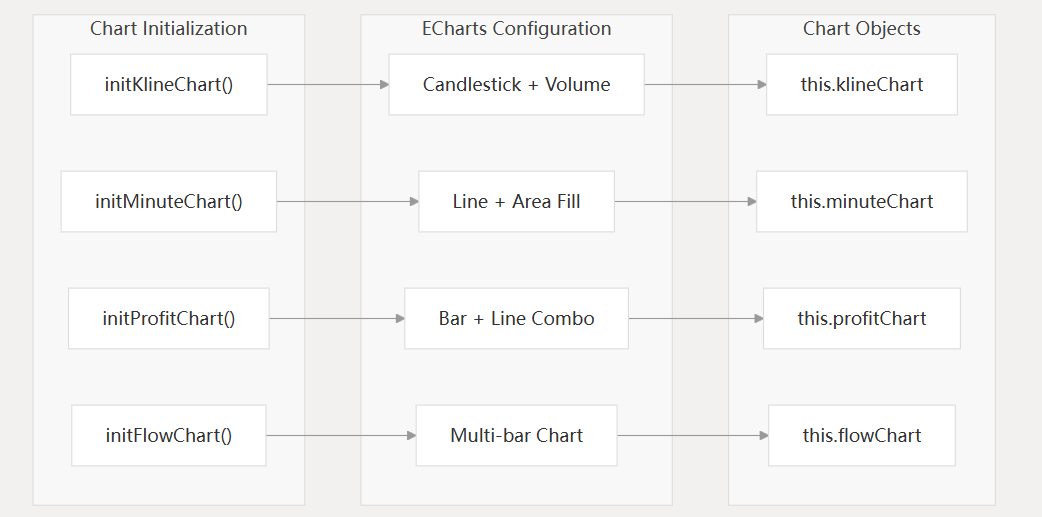 Chart Initialization
ECharts Configuration
Chart Objects
initKlineChart()
Candlestick + Volume
this.klineChart
initMinuteChart()
Line + Area Fill
this.minuteChart
initProfitChart()
Bar + Line Combo
this.profitChart
initFlowChart()
Multi-bar Chart
this.flowChart